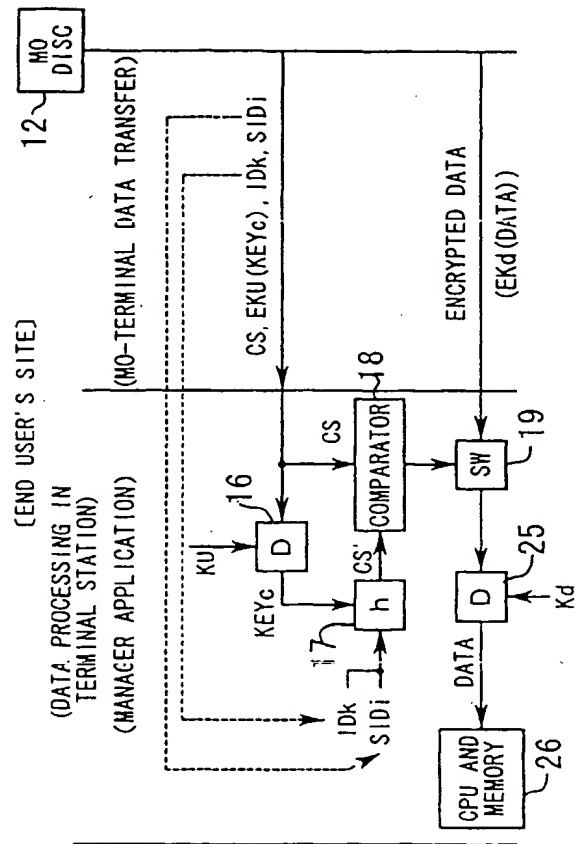 [END USER'S SITE]
(DATA PROCESSING IN
TERMINAL STATION)
(MANAGER APPLICATION)
(MO-TERMINAL DATA TRANSFER)
MO
DISC
12
CS, EKU(KEYc), IDk, SIDi
KU
16
D
KEYc
CS
18
COMPARATOR
CS'
h
17
IDk
SIDi
ENCRYPTED DATA
(EKd(DATA))
SW
19
D
25
Kd
DATA
CPU AND
MEMORY
26